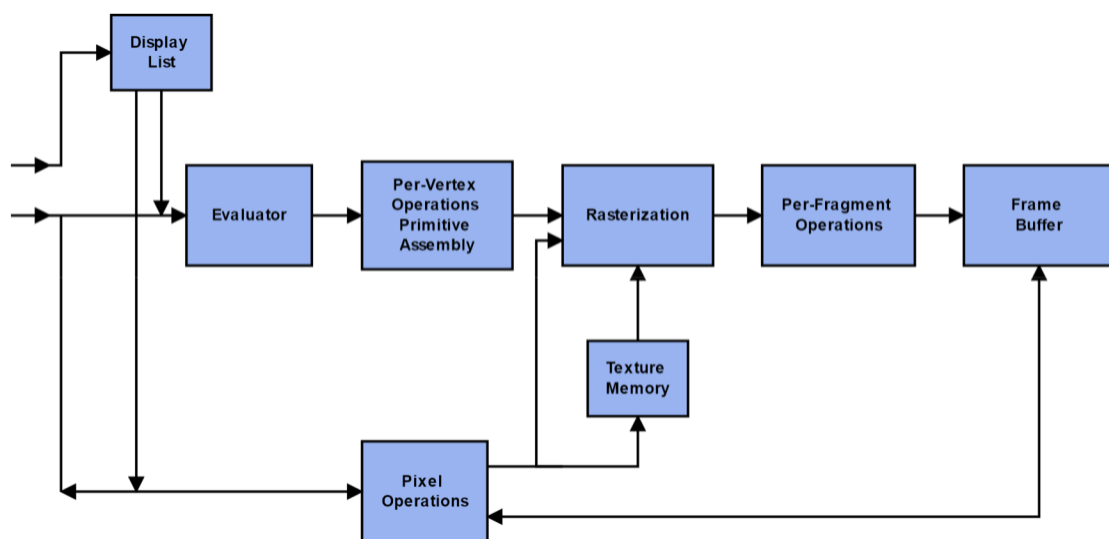 Display
List
Evaluator
Per-Vertex
Operations
Primitive
Assembly
Rasterization
Per-Fragment
Operations
Frame
Buffer
Texture
Memory
Pixel
Operations